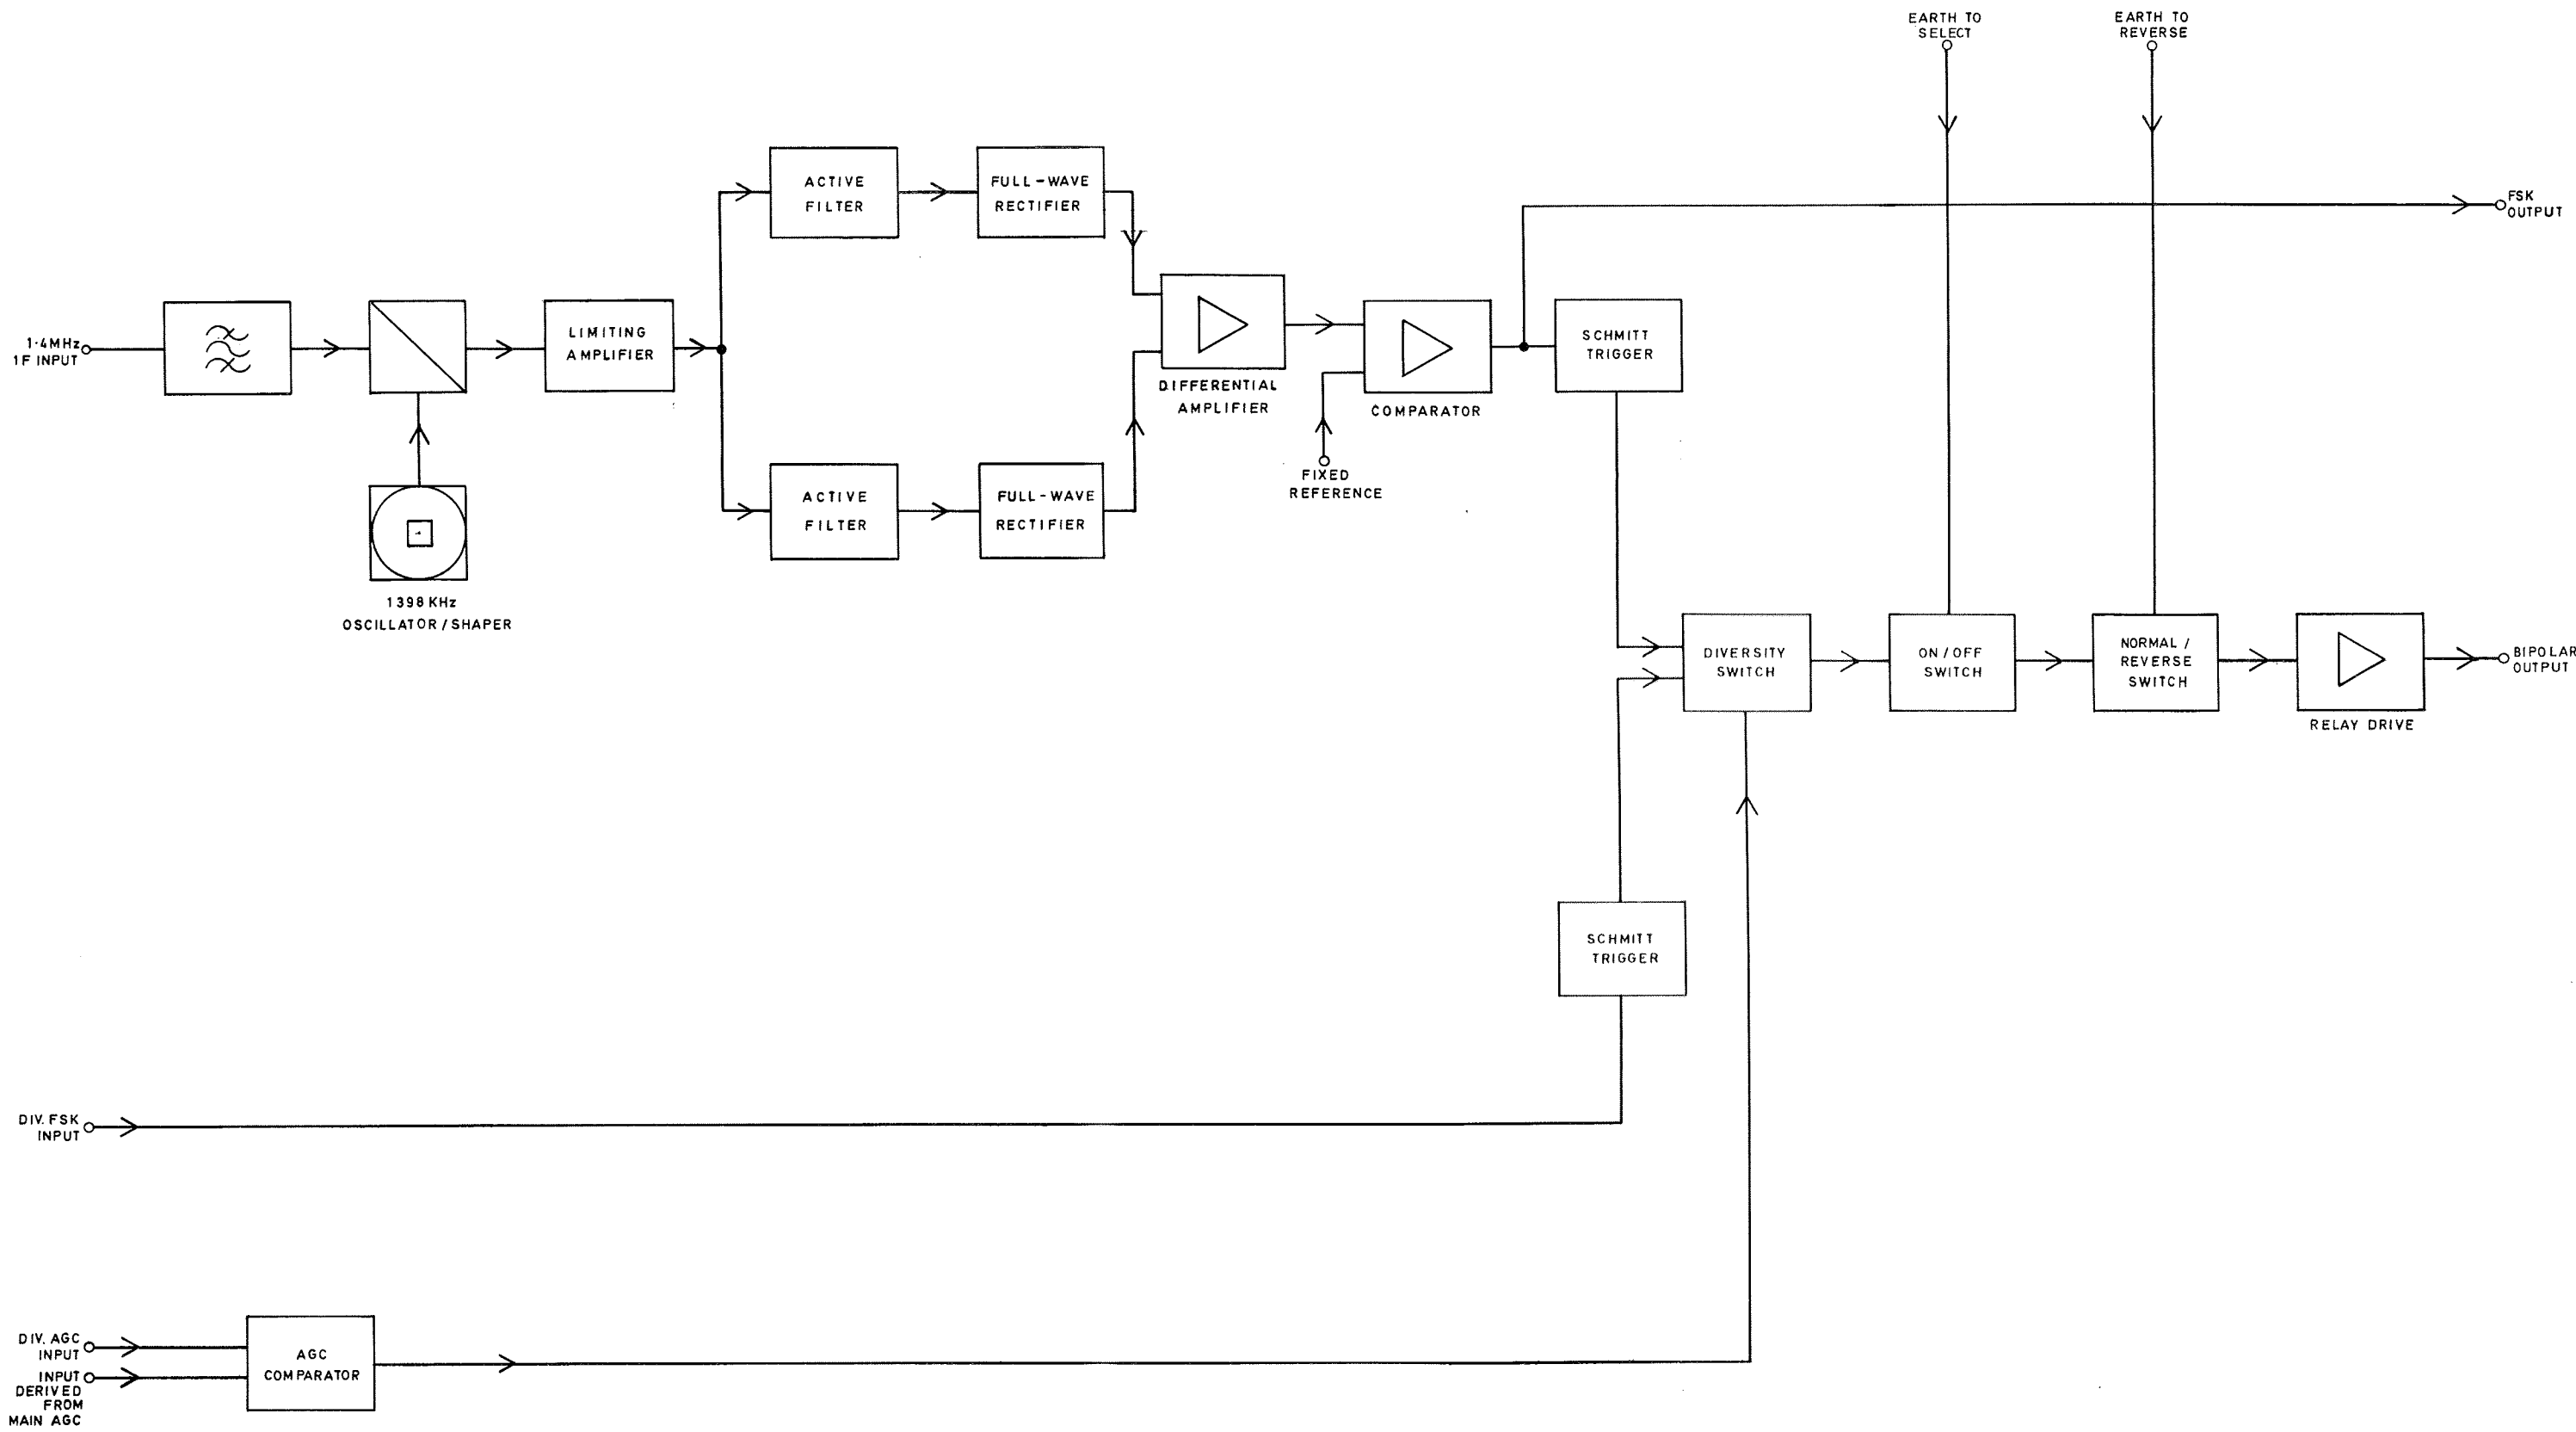 EARTH TO
SELECT
EARTH TO
REVERSE
ACTIVE
FILTER
FULL-WAVE
RECTIFIER
FSK
OUTPUT
1·4MHz
1F INPUT
LIMITING
AMPLIFIER
DIFFERENTIAL
AMPLIFIER
COMPARATOR
SCHMITT
TRIGGER
FIXED
REFERENCE
ACTIVE
FILTER
FULL-WAVE
RECTIFIER
1398 KHz
OSCILLATOR/SHAPER
DIVERSITY
SWITCH
ON/OFF
SWITCH
NORMAL/
REVERSE
SWITCH
RELAY DRIVE
BIPOLAR
OUTPUT
SCHMITT
TRIGGER
DIV. FSK
INPUT
DIV. AGC
INPUT
INPUT
DERIVED
FROM
MAIN AGC
AGC
COMPARATOR